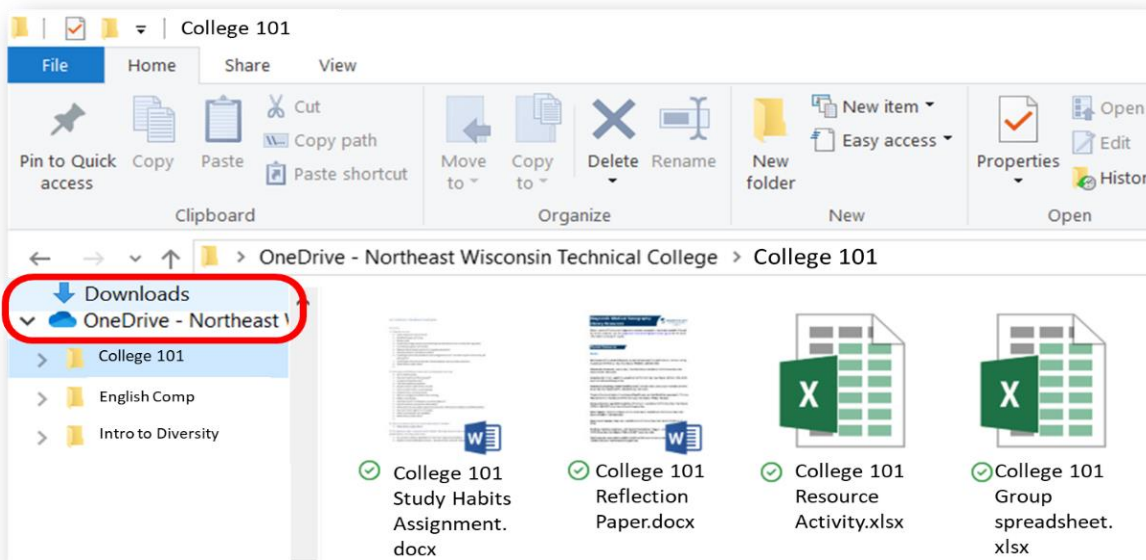 College 101
File Home Share View
Pin to Quick access
Copy
Paste
Cut
Copy path
Paste shortcut
Clipboard
Move to
Copy to
Delete
Rename
Organize
New folder
New item
Easy access
New
Properties
Open
Edit
Histor
Open
> OneDrive - Northeast Wisconsin Technical College > College 101
Downloads
OneDrive - Northeast
College 101
English Comp
Intro to Diversity
College 101
Study Habits
Assignment.
docx
College 101
Reflection
Paper.docx
College 101
Resource
Activity.xlsx
College 101
Group
spreadsheet.
xlsx